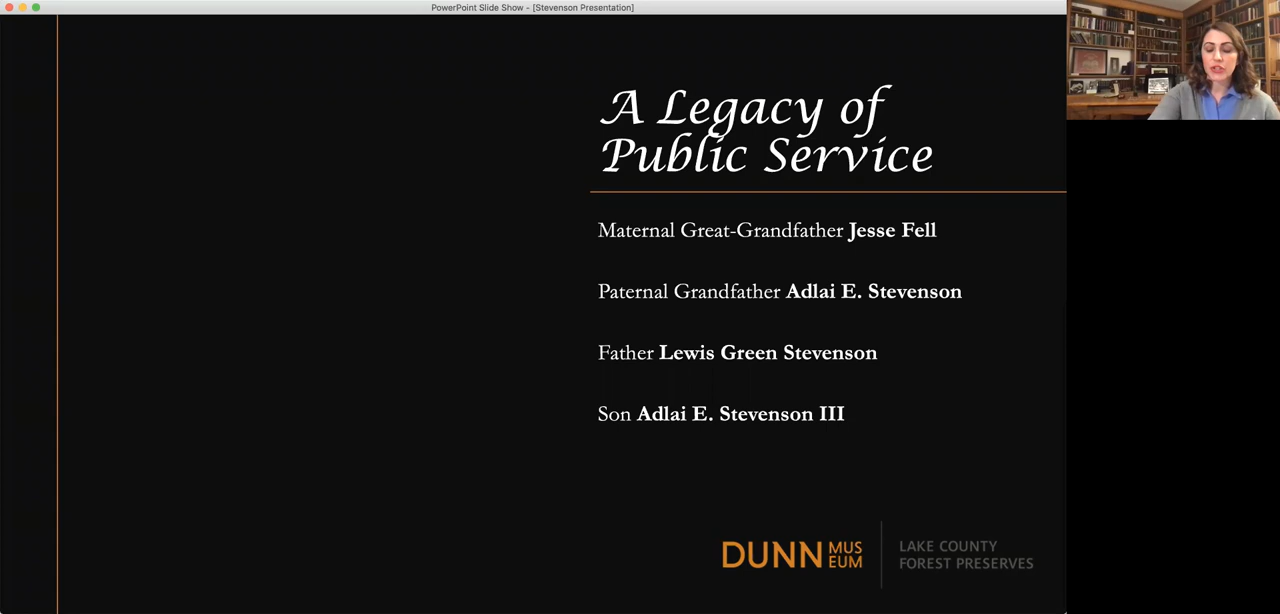 PowerPoint Slide Show - [Stevenson Presentation]
A Legacy of
Public Service
Maternal Great-Grandfather Jesse Fell
Paternal Grandfather Adlai E. Stevenson
Father Lewis Green Stevenson
Son Adlai E. Stevenson III
DUNN MUS
EUM
LAKE COUNTY
FOREST PRESERVES